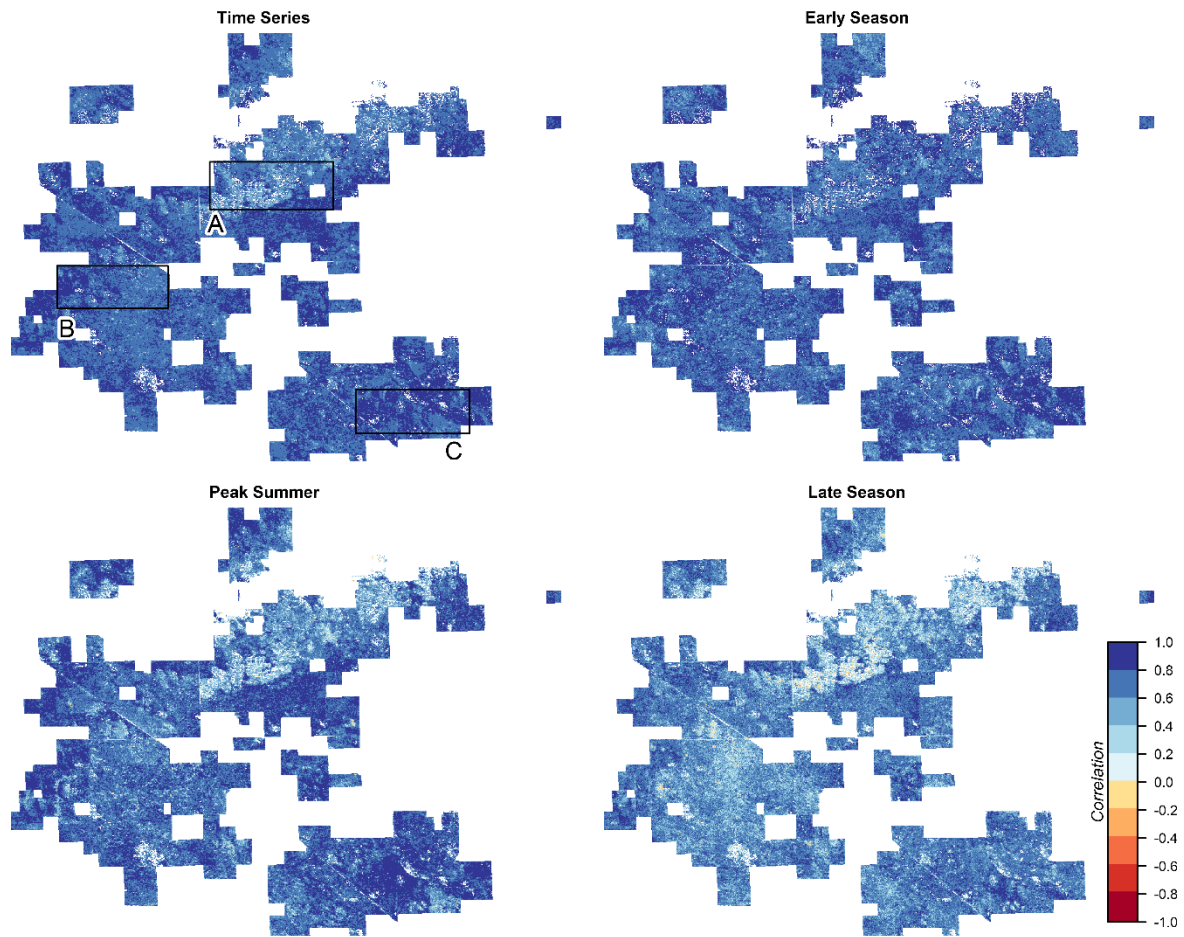 Time Series
Early Season
A
B
C
Peak Summer
Late Season
Correlation
1.0
0.8
0.6
0.4
0.2
0.0
-0.2
-0.4
-0.6
-0.8
-1.0